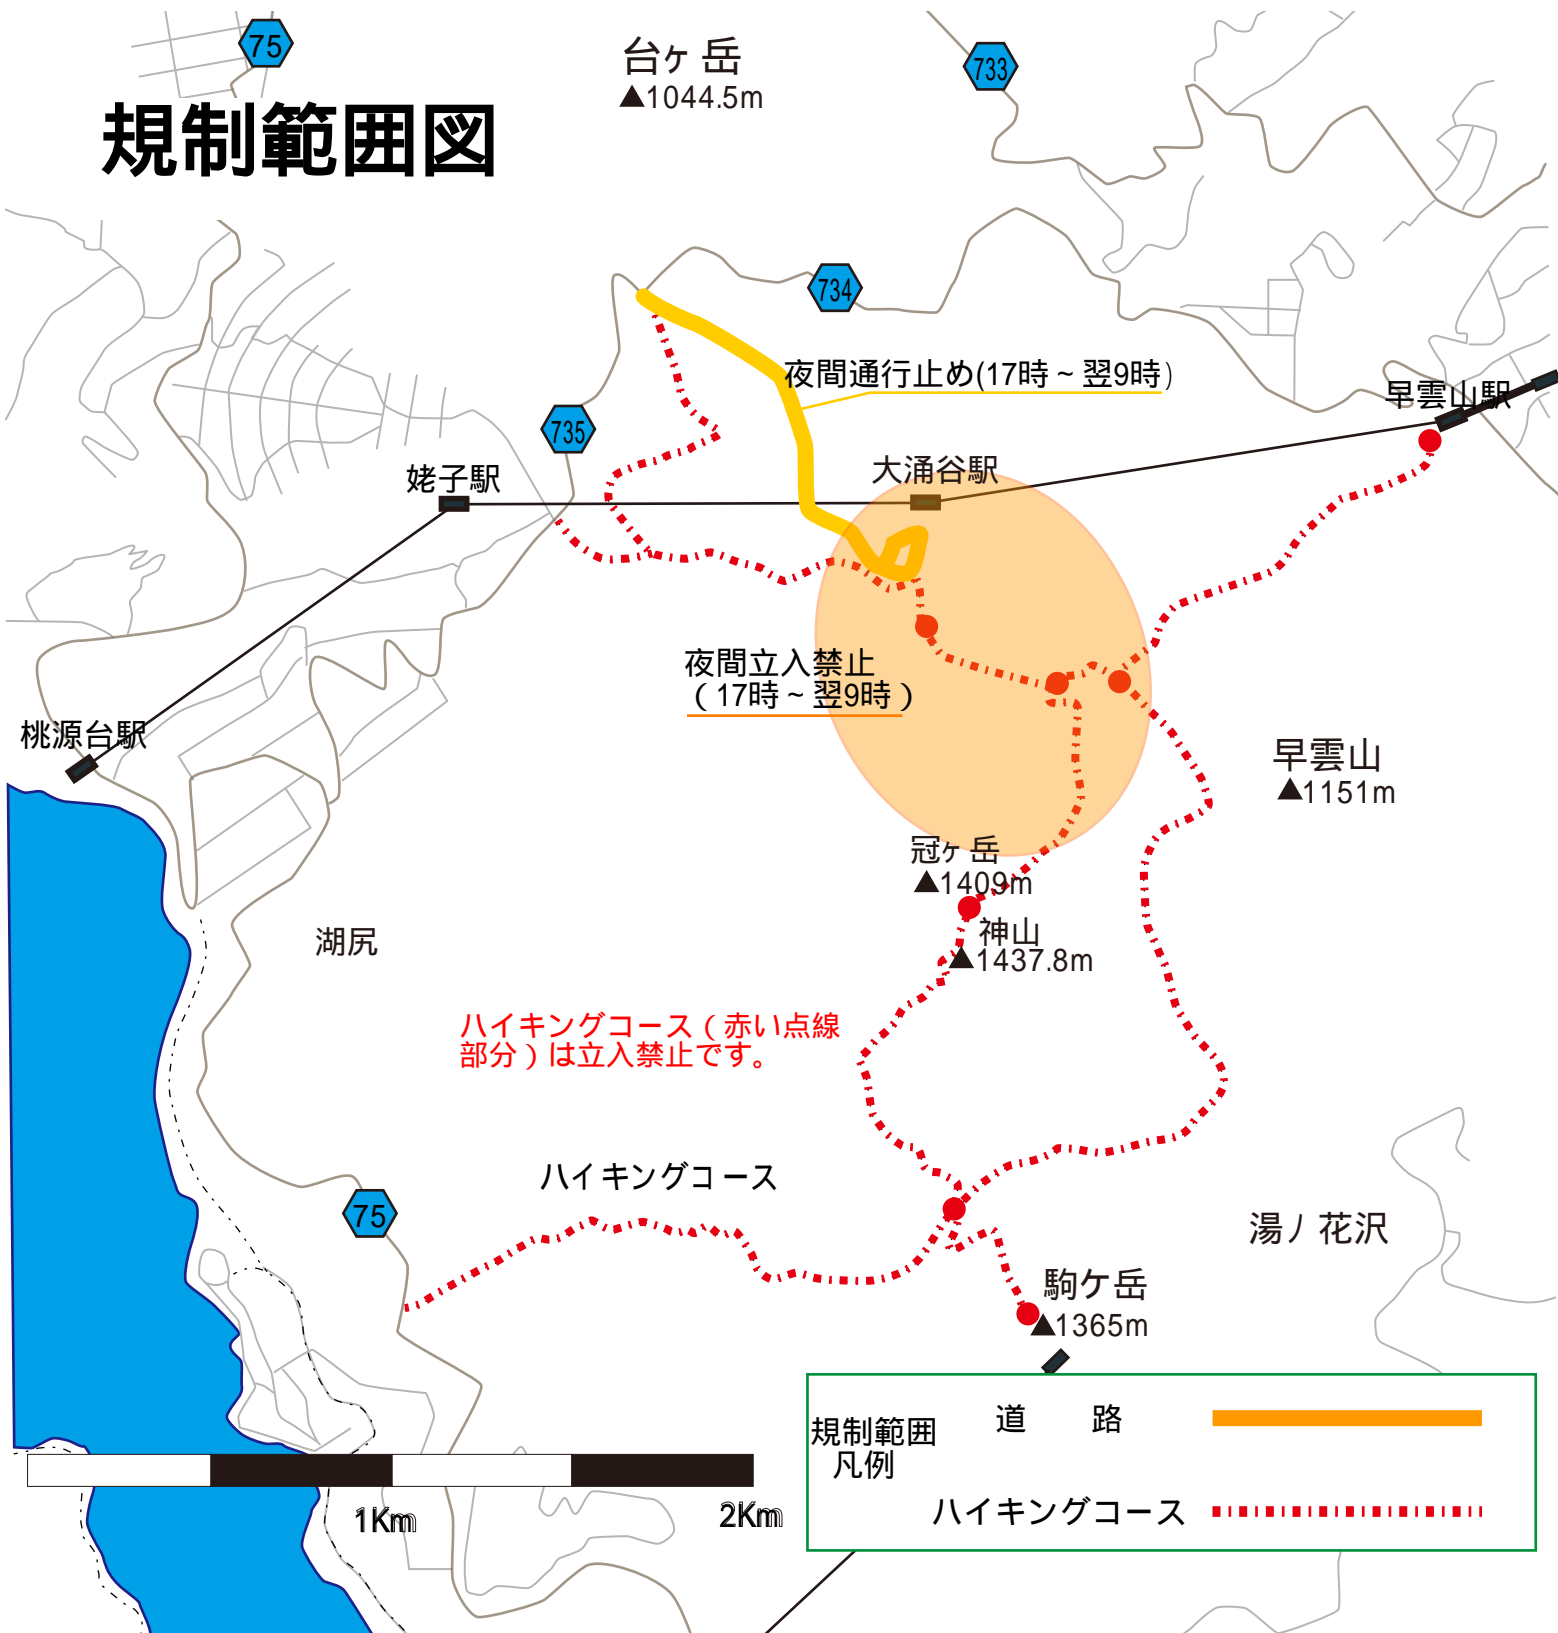 75
台ヶ岳
▲1044.5m
733
規制範囲図
734
夜間通行止め(17時～翌9時)
早雲山駅
735
姥子駅
大涌谷駅
夜間立入禁止
（17時～翌9時）
桃源台駅
早雲山
▲1151m
冠ヶ岳
▲1409m
神山
▲1437.8m
湖尻
ハイキングコース（赤い点線
部分）は立入禁止です。
ハイキングコース
75
湯ノ花沢
駒ケ岳
▲1365m
規制範囲
凡例
道　路
ハイキングコース
1Km
2Km